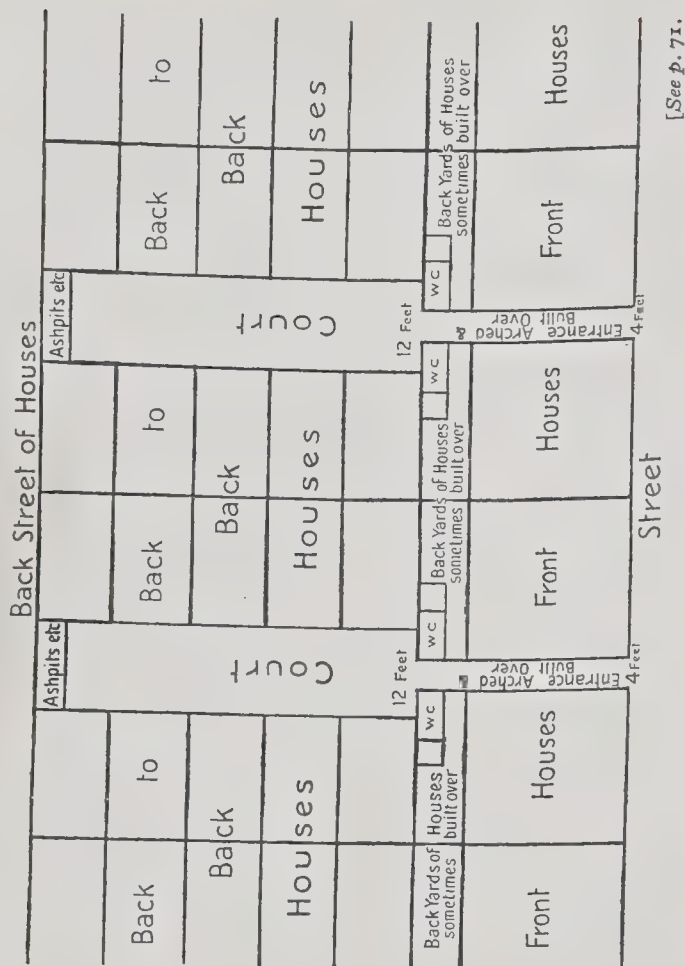 Back Street of Houses
Ashpits etc
Ashpits etc
Back to
Back
Houses
Back to
Back
Houses
Back to
Back
Houses
Court
Court
12 Feet
12 Feet
WC
WC
WC
WC
Back Yards of Houses
sometimes built over
Back Yards of Houses
sometimes built over
Back Yards of Houses
sometimes built over
Entrance Arched &
Built Over
Entrance Arched &
Built Over
Front Houses
Front Houses
Front Houses
4 Feet
4 Feet
Street
[See p. 71.